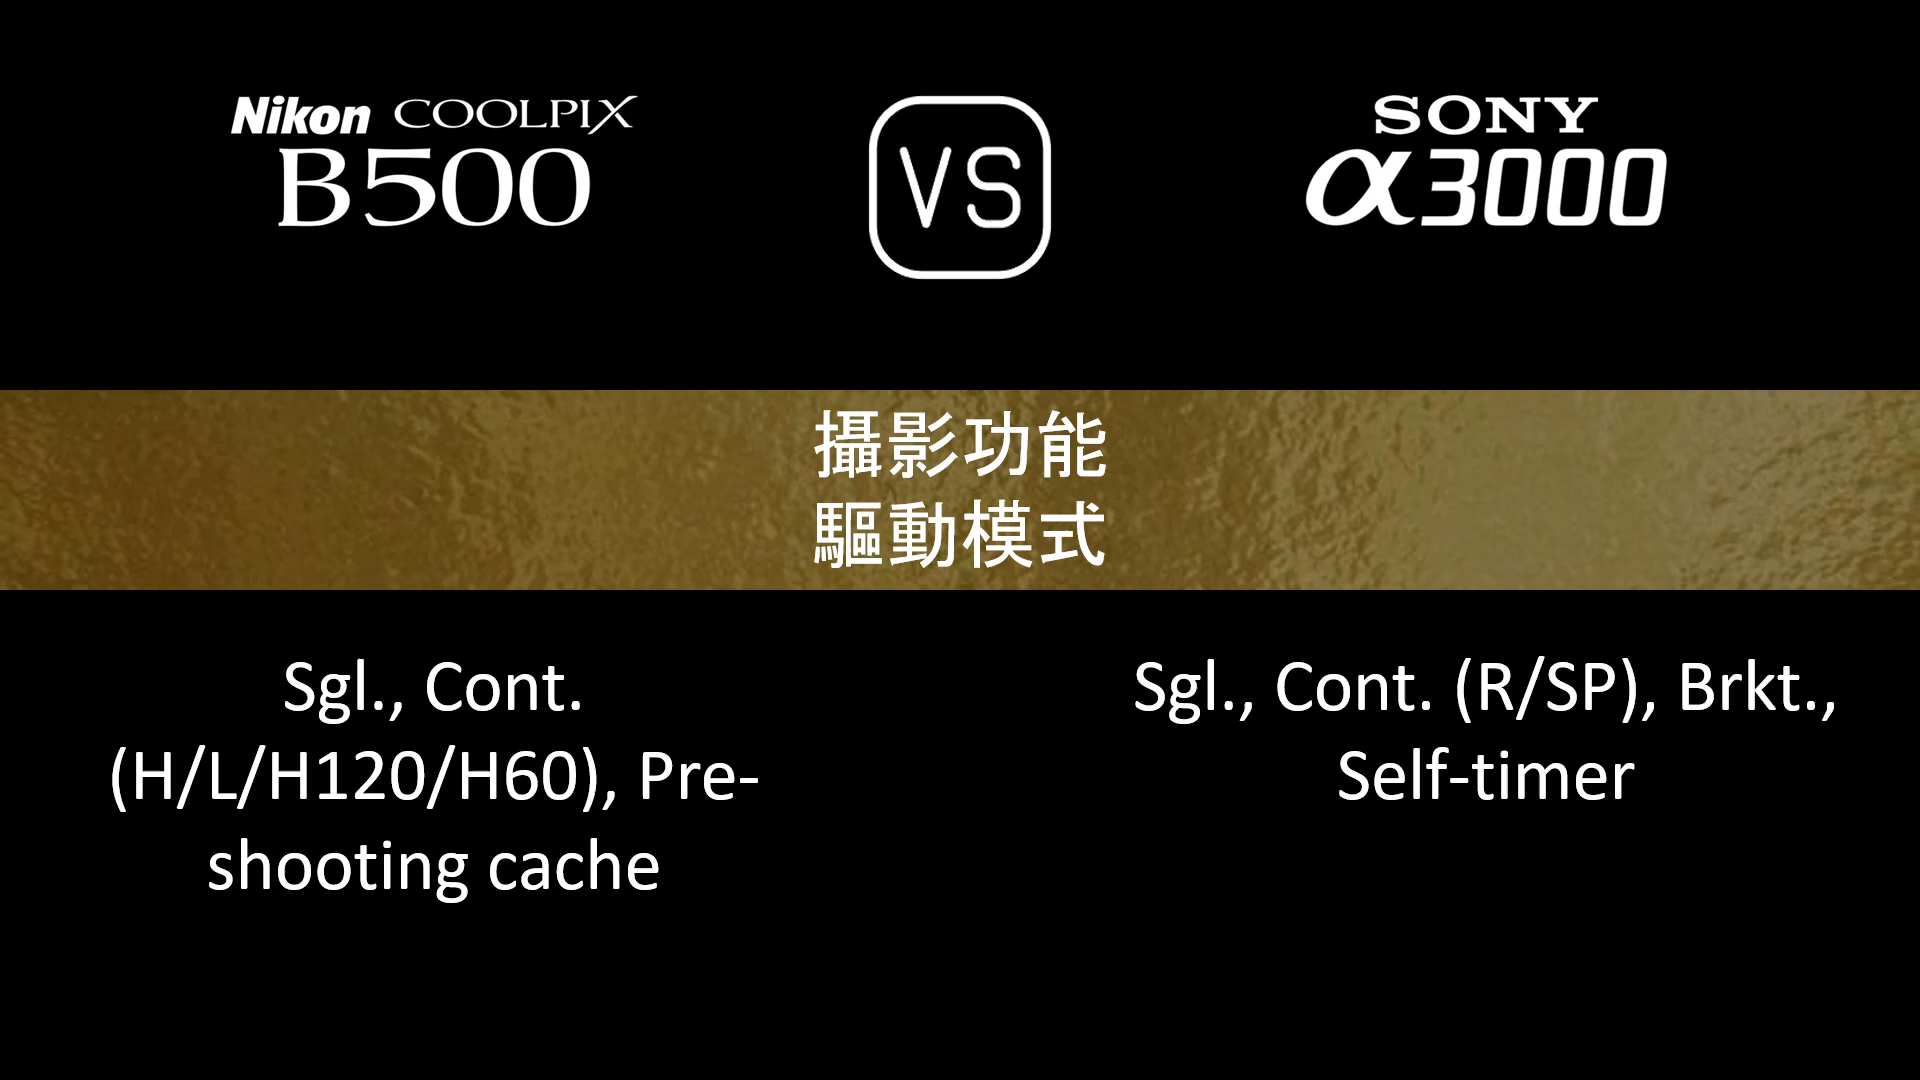 Nikon COOLPIX
B500
VS
SONY
α3000
攝影功能
驅動模式
Sgl., Cont.
(H/L/H120/H60), Pre-
shooting cache
Sgl., Cont. (R/SP), Brkt.,
Self-timer